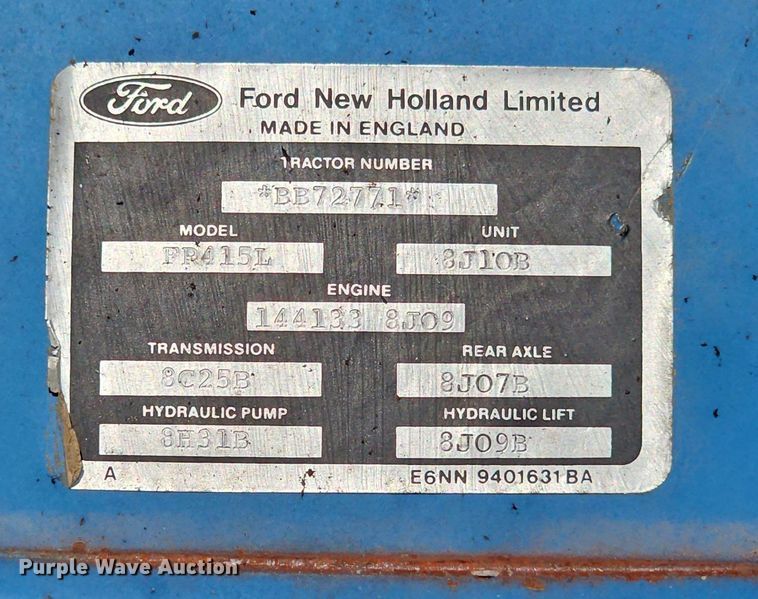 Ford Ford New Holland Limited
MADE IN ENGLAND
TRACTOR NUMBER
*BB72771*
MODEL UNIT
FR415L 8J10B
ENGINE
144133 8J09
TRANSMISSION REAR AXLE
8C25B 8J07B
HYDRAULIC PUMP HYDRAULIC LIFT
8H31B 8J09B
A E6NN 9401631BA
Purple Wave Auction